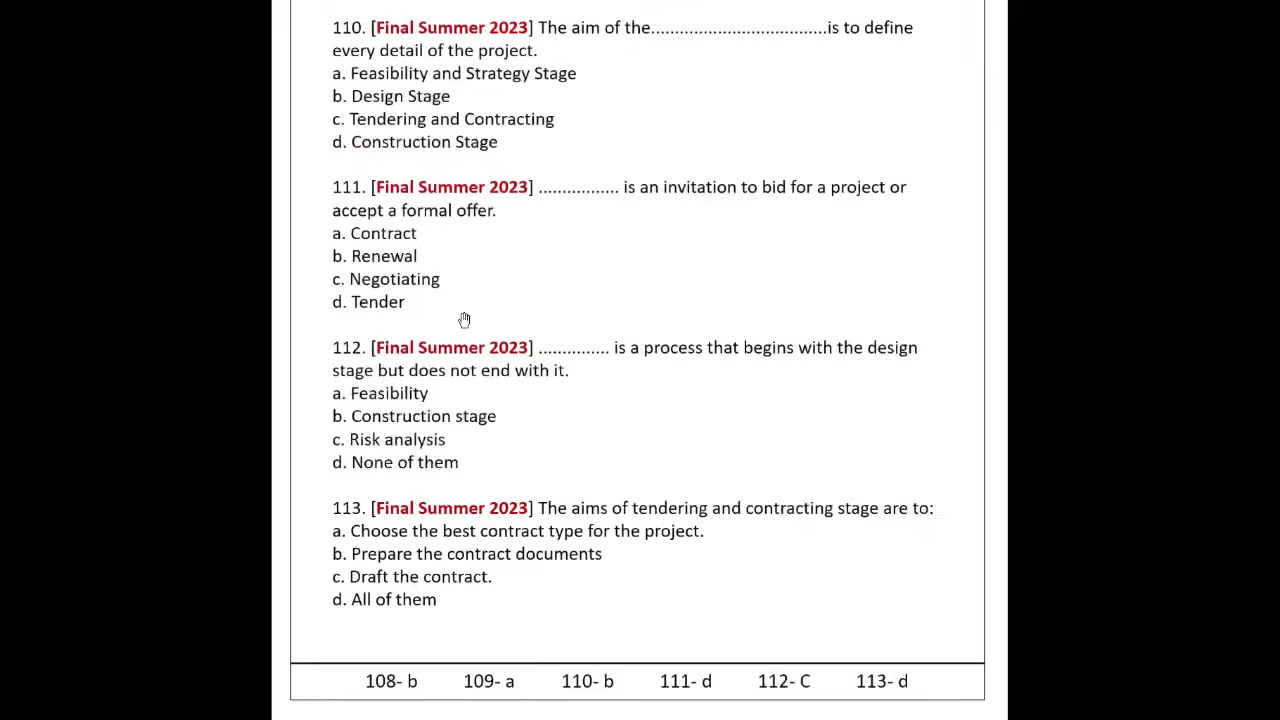 110. [Final Summer 2023] The aim of the.....................................is to define
every detail of the project.
a. Feasibility and Strategy Stage
b. Design Stage
c. Tendering and Contracting
d. Construction Stage
111. [Final Summer 2023] ................. is an invitation to bid for a project or
accept a formal offer.
a. Contract
b. Renewal
c. Negotiating
d. Tender
112. [Final Summer 2023] ............... is a process that begins with the design
stage but does not end with it.
a. Feasibility
b. Construction stage
c. Risk analysis
d. None of them
113. [Final Summer 2023] The aims of tendering and contracting stage are to:
a. Choose the best contract type for the project.
b. Prepare the contract documents
c. Draft the contract.
d. All of them
108- b 109- a 110- b 111- d 112- C 113- d